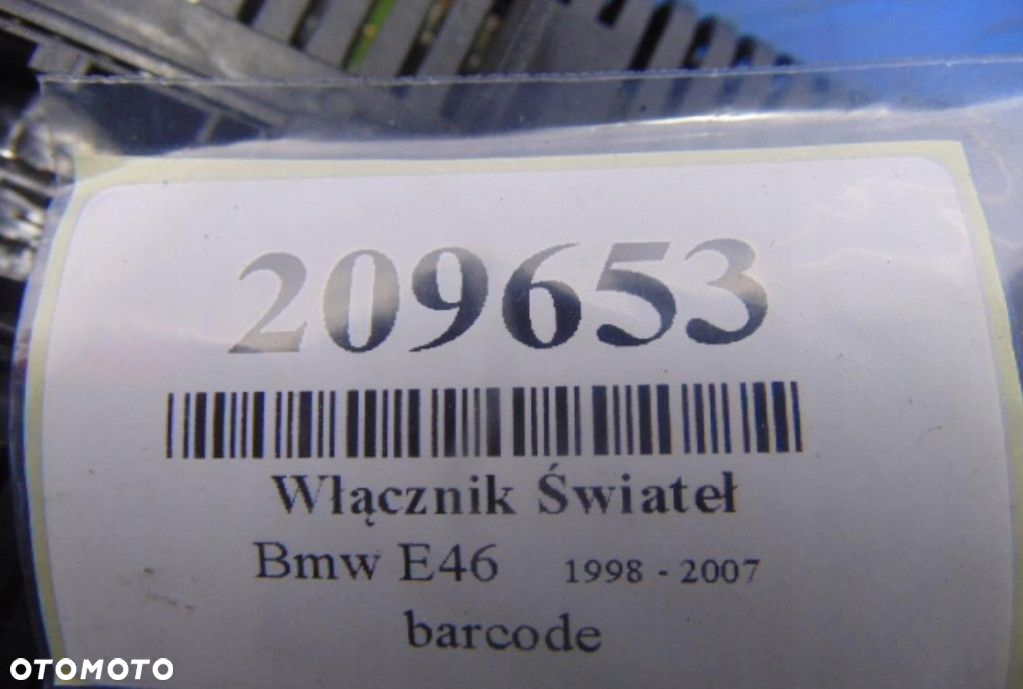 209653
Włącznik Świateł
Bmw E46 1998 - 2007
barcode
OTOMOTO